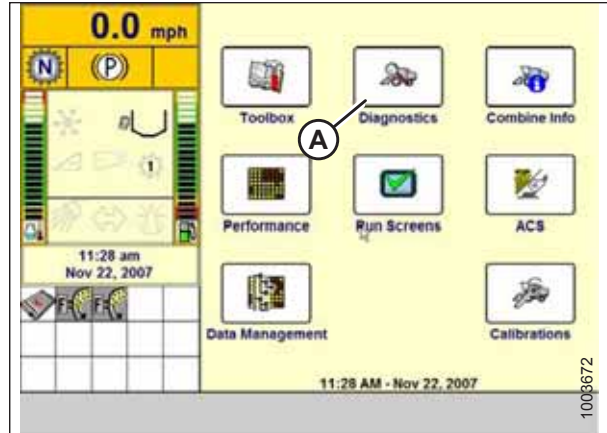 0.0 mph
N
(P)
1
11:28 am
Nov 22, 2007
F
F
Toolbox
Diagnostics
Combine Info
A
Performance
Run Screens
ACS
Data Management
Calibrations
11:28 AM - Nov 22, 2007
1003672